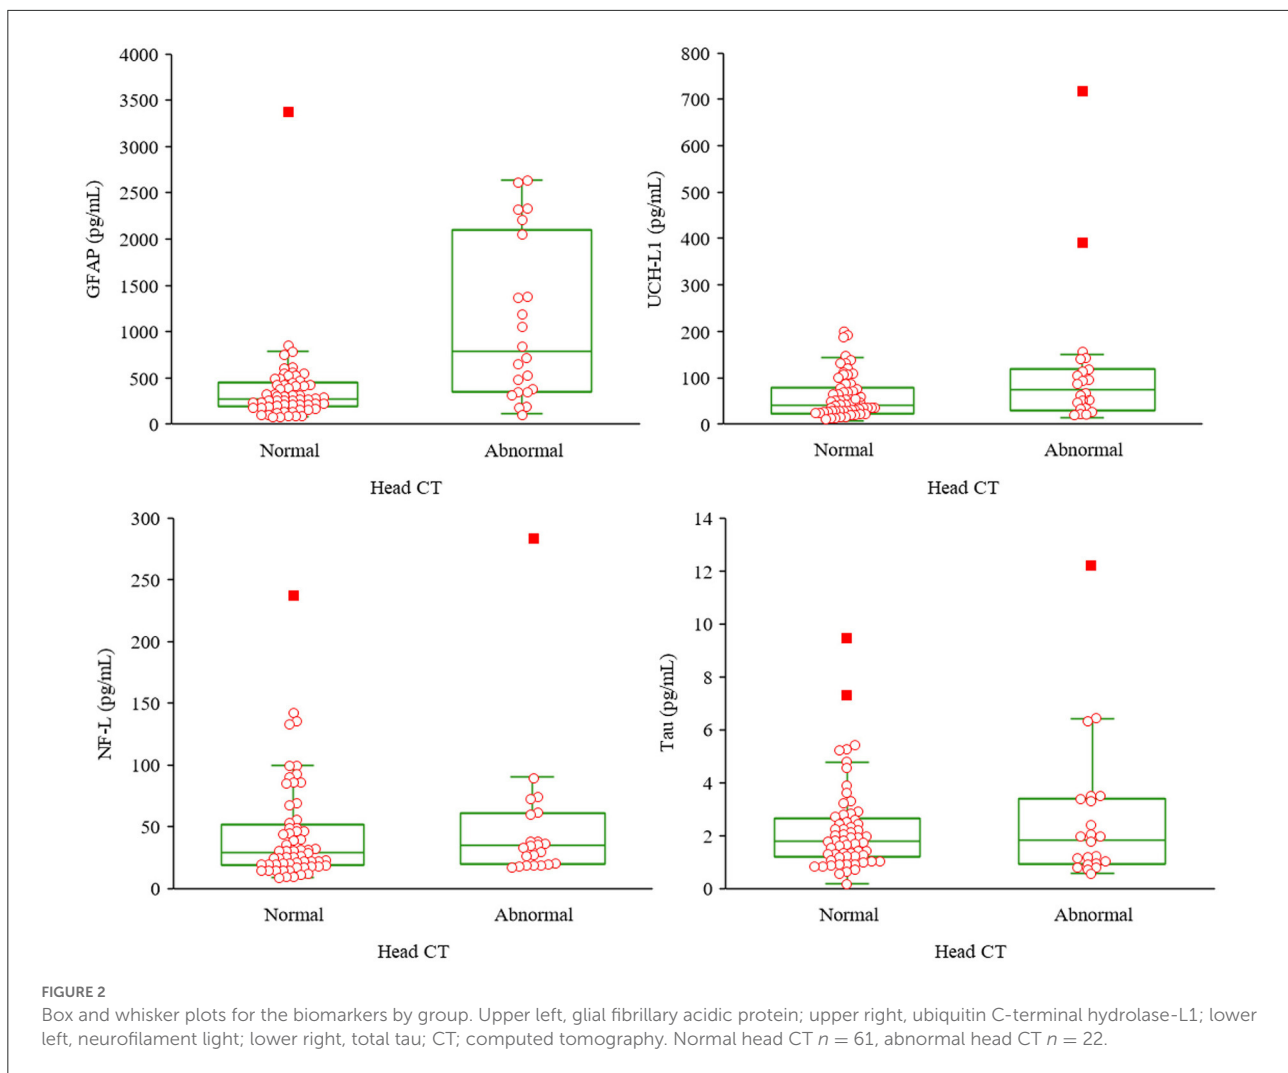 4000
3500
3000
2500
2000
1500
1000
500
0
GFAP (pg/mL)
Normal
Abnormal
Head CT
800
700
600
500
400
300
200
100
0
UCH-L1 (pg/mL)
Normal
Abnormal
Head CT
300
250
200
150
100
50
0
NF-L (pg/mL)
Normal
Abnormal
Head CT
14
12
10
8
6
4
2
0
Tau (pg/mL)
Normal
Abnormal
Head CT
FIGURE 2
Box and whisker plots for the biomarkers by group. Upper left, glial fibrillary acidic protein; upper right, ubiquitin C-terminal hydrolase-L1; lower
left, neurofilament light; lower right, total tau; CT; computed tomography. Normal head CT n = 61, abnormal head CT n = 22.